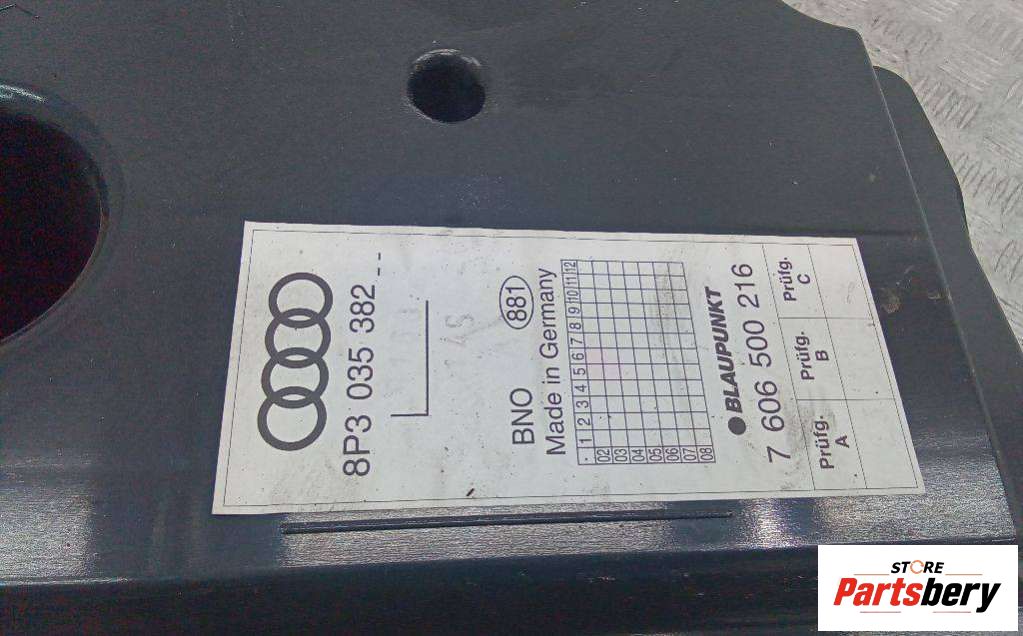 8P3 035 382 --
BNO
881
Made in Germany
- 1 2 3 4 5 6 7 8 9 10 11 12
02
03
04
05
06
07
08
BLAUPUNKT
7 606 500 216
Prüfg.
A
Prüfg.
B
Prüfg.
C
STORE
Partsbery